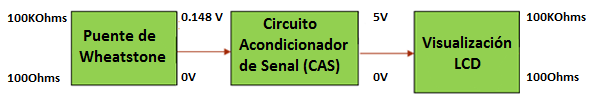 100KOhms
100Ohms
Puente de
Wheatstone
0.148 V
0V
Circuito
Acondicionador
de Senal (CAS)
5V
0V
Visualización
LCD
100KOhms
100Ohms